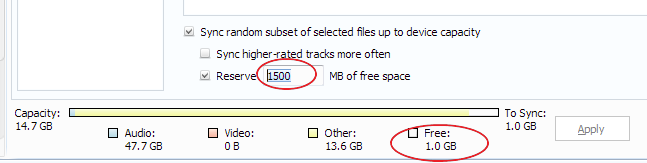 Sync random subset of selected files up to device capacity
Sync higher-rated tracks more often
Reserve 1500 MB of free space
Capacity: To Sync:
14.7 GB 1.0 GB
Audio: Video: Other: Free:
47.7 GB 0 B 13.6 GB 1.0 GB
Apply